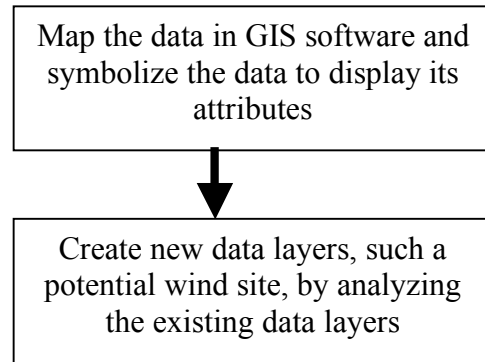 Map the data in GIS software and
symbolize the data to display its
attributes
Create new data layers, such a
potential wind site, by analyzing
the existing data layers